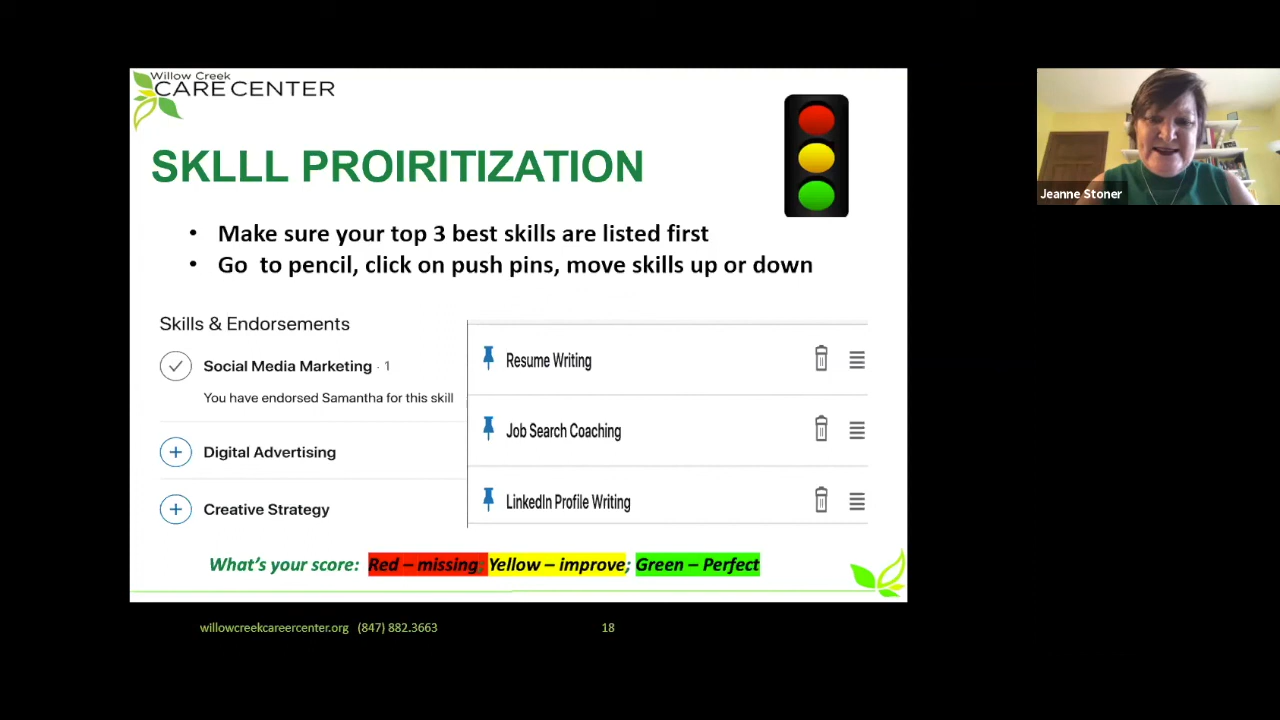 Willow Creek
CARE CENTER
SKLLL PROIRITIZATION
• Make sure your top 3 best skills are listed first
• Go to pencil, click on push pins, move skills up or down
Skills & Endorsements
Social Media Marketing · 1
You have endorsed Samantha for this skill
Digital Advertising
Creative Strategy
Resume Writing
Job Search Coaching
LinkedIn Profile Writing
What's your score: Red – missing; Yellow – improve; Green – Perfect
willowcreekcareercenter.org (847) 882.3663
18
Jeanne Stoner